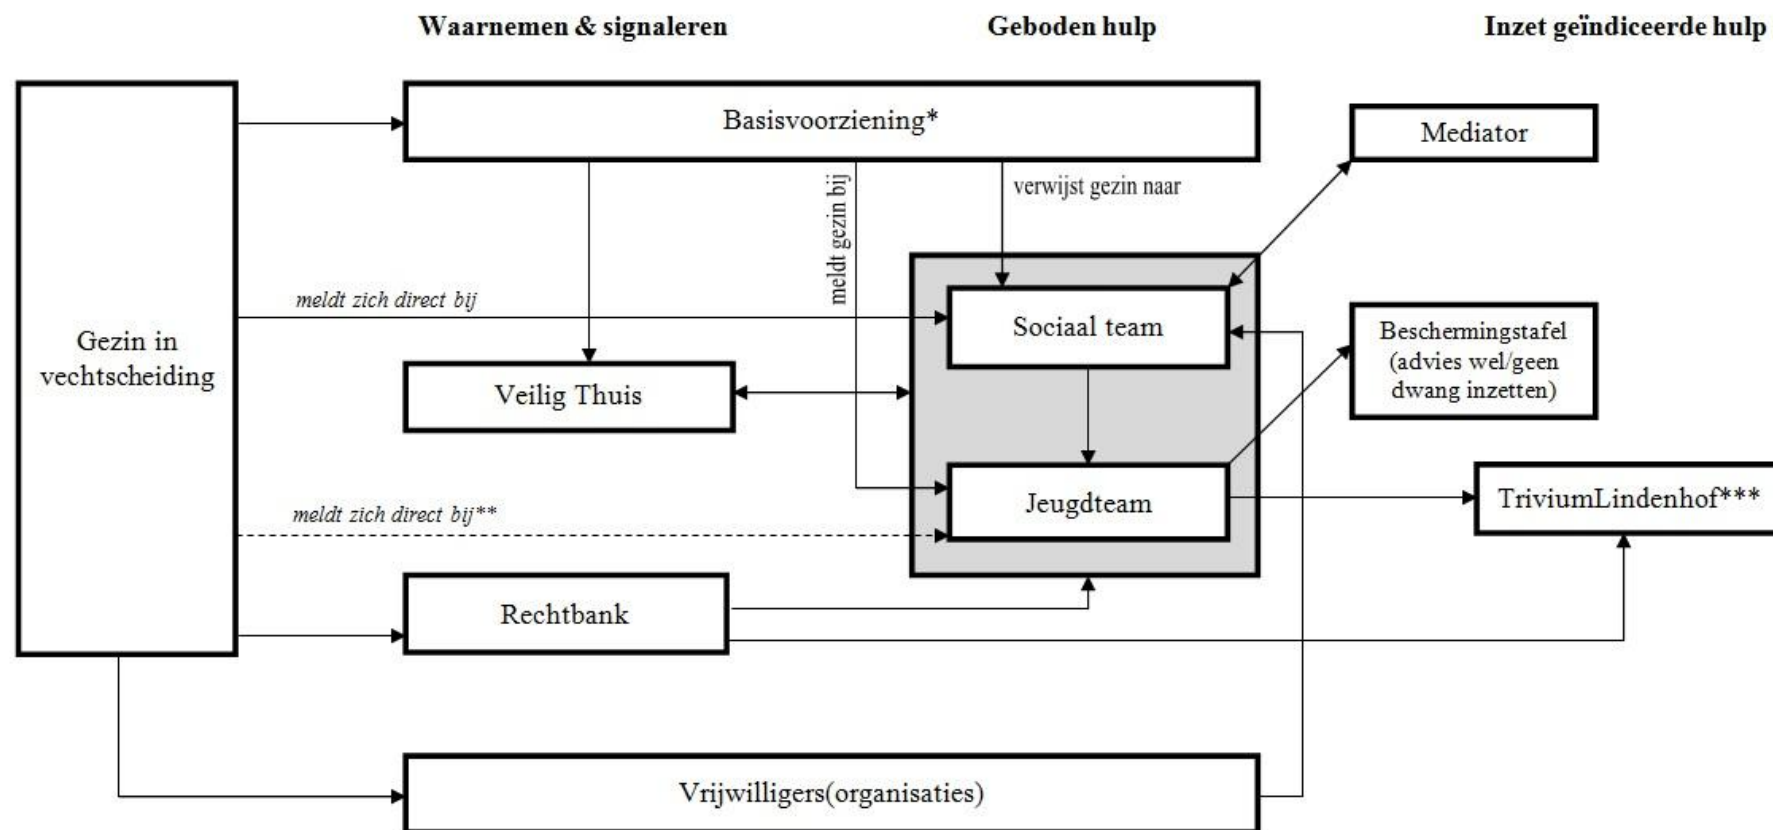 Waarnemen & signaleren
Geboden hulp
Inzet geïndiceerde hulp
Basisvoorziening*
Mediator
verwijst gezin naar
meldt gezin bij
meldt zich direct bij
Sociaal team
Beschermingstafel
(advies wel/geen
dwang inzetten)
Gezin in
vechtscheiding
Veilig Thuis
Jeugdteam
TriviumLindenhof***
meldt zich direct bij**
Rechtbank
Vrijwilligers(organisaties)